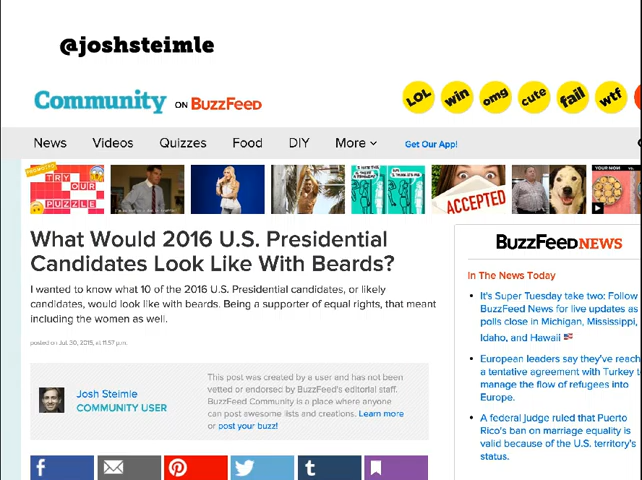 @joshsteimle
Community ON BUZZFEED
LOL win omg cute fail wtf
News Videos Quizzes Food DIY More Get Our App!
TRY OUR PUZZLE
ACCEPTED
What Would 2016 U.S. Presidential
Candidates Look Like With Beards?
I wanted to know what 10 of the 2016 U.S. Presidential candidates, or likely
candidates, would look like with beards. Being a supporter of equal rights, that meant
including the women as well.
posted on Jul. 30, 2015, at 11:57 p.m.
Josh Steimle
COMMUNITY USER
This post was created by a user and has not been
vetted or endorsed by BuzzFeed's editorial staff.
BuzzFeed Community is a place where anyone
can post awesome lists and creations. Learn more
or post your buzz!
BUZZFEED NEWS
In The News Today
It's Super Tuesday take two: Follow
BuzzFeed News for live updates as
polls close in Michigan, Mississippi,
Idaho, and Hawaii
European leaders say they've reach
a tentative agreement with Turkey t
manage the flow of refugees into
Europe.
A federal judge ruled that Puerto
Rico's ban on marriage equality is
valid because of the U.S. territory's
status.